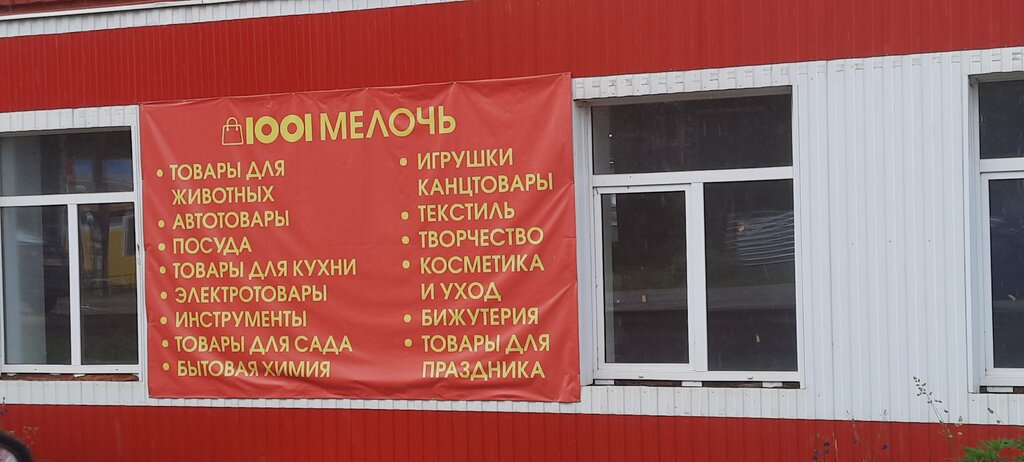 1001 МЕЛОЧЬ
• ТОВАРЫ ДЛЯ
ЖИВОТНЫХ
• АВТОТОВАРЫ
• ПОСУДА
• ТОВАРЫ ДЛЯ КУХНИ
• ЭЛЕКТРОТОВАРЫ
• ИНСТРУМЕНТЫ
• ТОВАРЫ ДЛЯ САДА
• БЫТОВАЯ ХИМИЯ
• ИГРУШКИ
КАНЦТОВАРЫ
• ТЕКСТИЛЬ
• ТВОРЧЕСТВО
• КОСМЕТИКА
И УХОД
• БИЖУТЕРИЯ
• ТОВАРЫ ДЛЯ
ПРАЗДНИКА